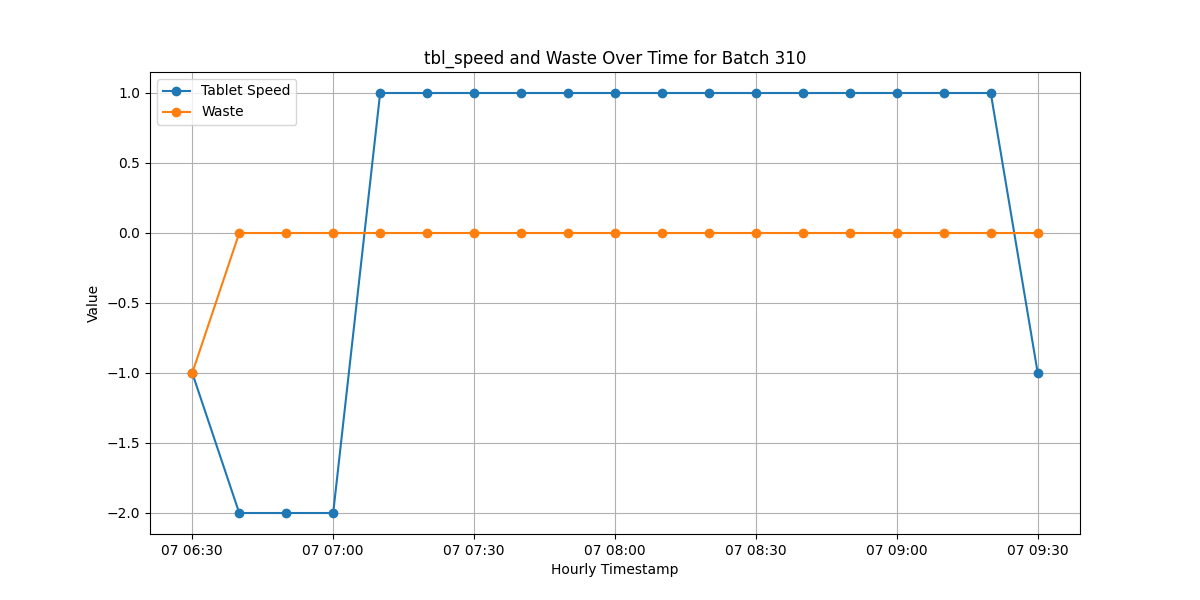 tbl_speed and Waste Over Time for Batch 310
Tablet Speed
Waste
1.0
0.5
0.0
−0.5
−1.0
−1.5
−2.0
Value
07 06:30 07 07:00 07 07:30 07 08:00 07 08:30 07 09:00 07 09:30
Hourly Timestamp